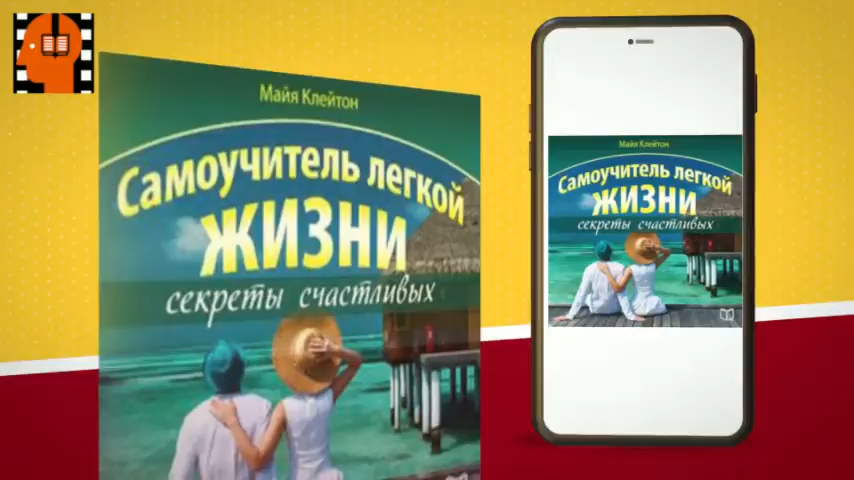 Майя Клейтон
Самоучитель легкой
жизни
секреты счастливых
Майя Клейтон
Самоучитель легкой
жизни
секреты счастливых